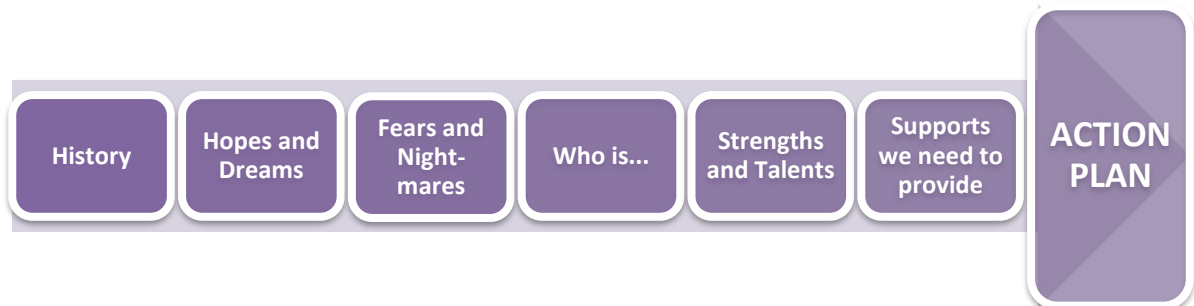 History
Hopes and
Dreams
Fears and
Night-
mares
Who is...
Strengths
and Talents
Supports
we need to
provide
ACTION
PLAN